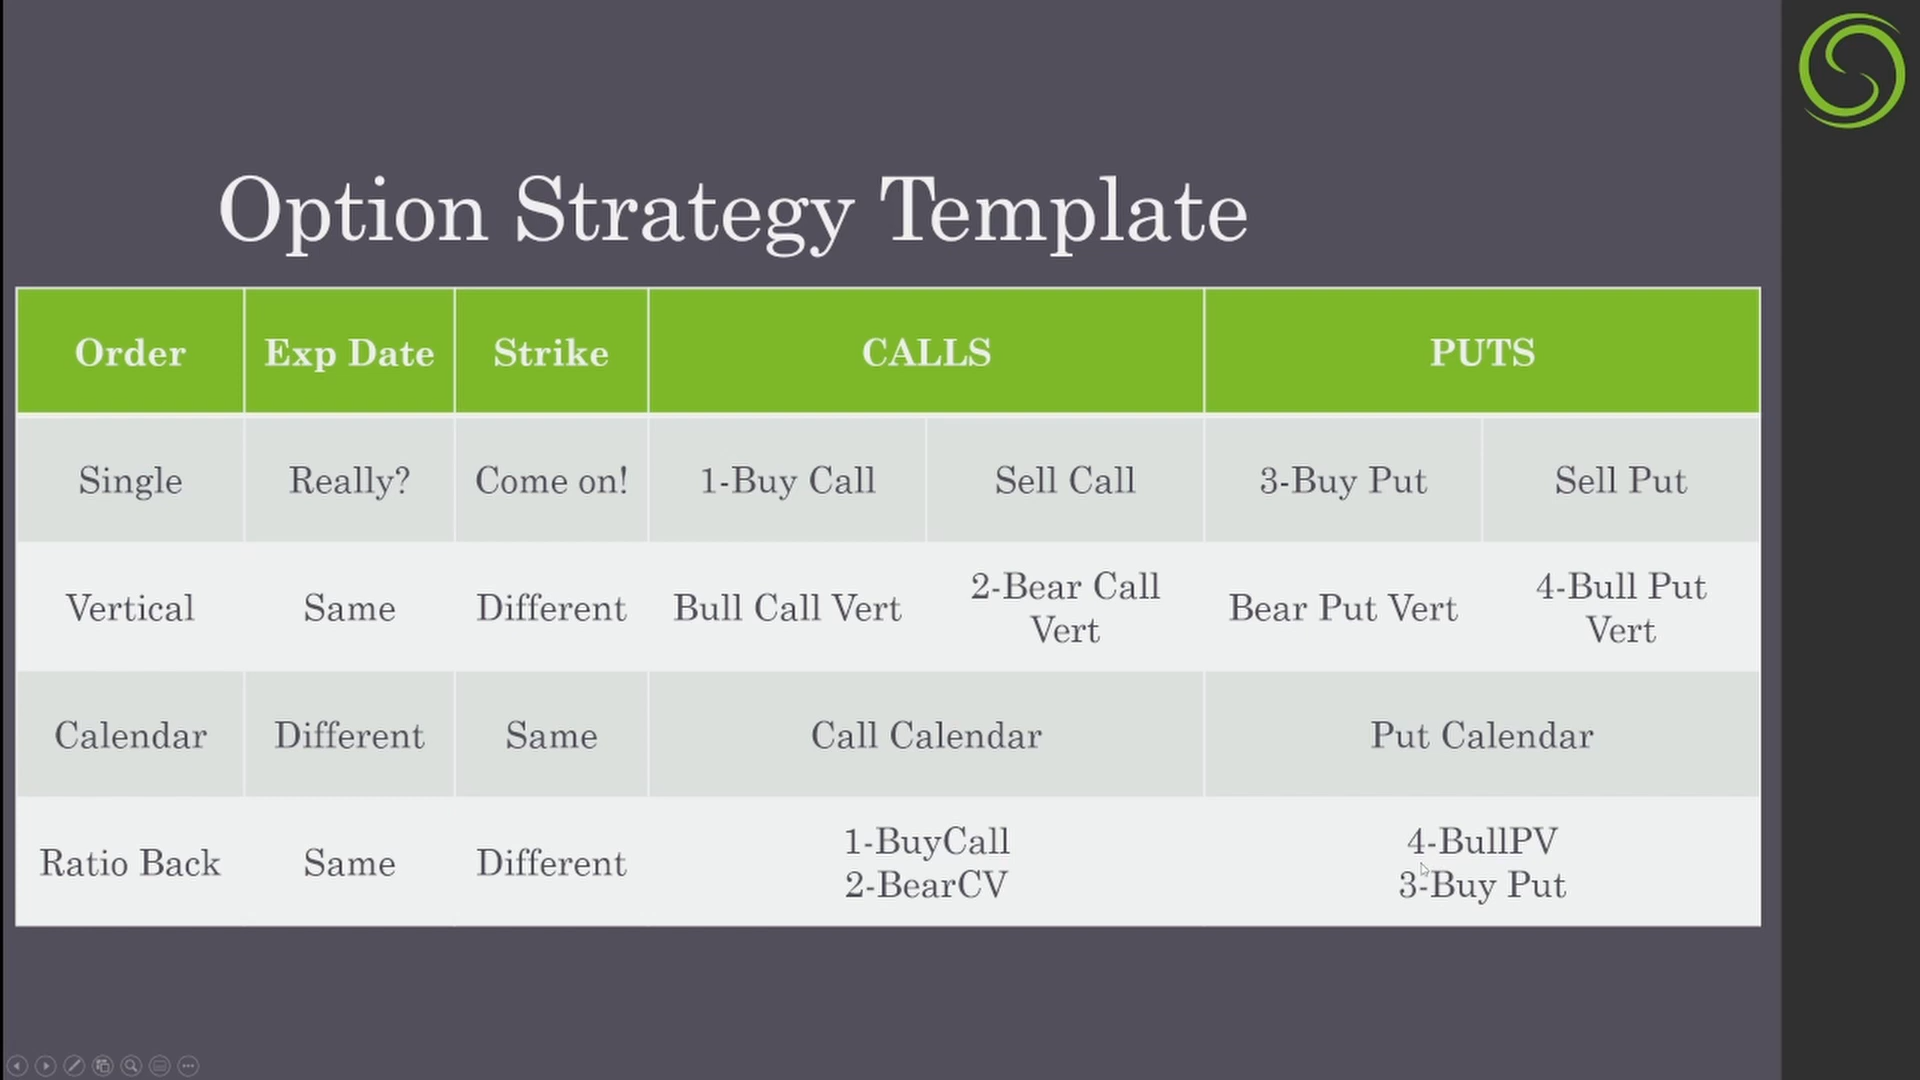 Option Strategy Template
Order Exp Date Strike CALLS PUTS
Single Really? Come on! 1-Buy Call Sell Call 3-Buy Put Sell Put
Vertical Same Different Bull Call Vert 2-Bear Call Vert Bear Put Vert 4-Bull Put Vert
Calendar Different Same Call Calendar Put Calendar
Ratio Back Same Different 1-BuyCall 2-BearCV 4-BullPV 3-Buy Put